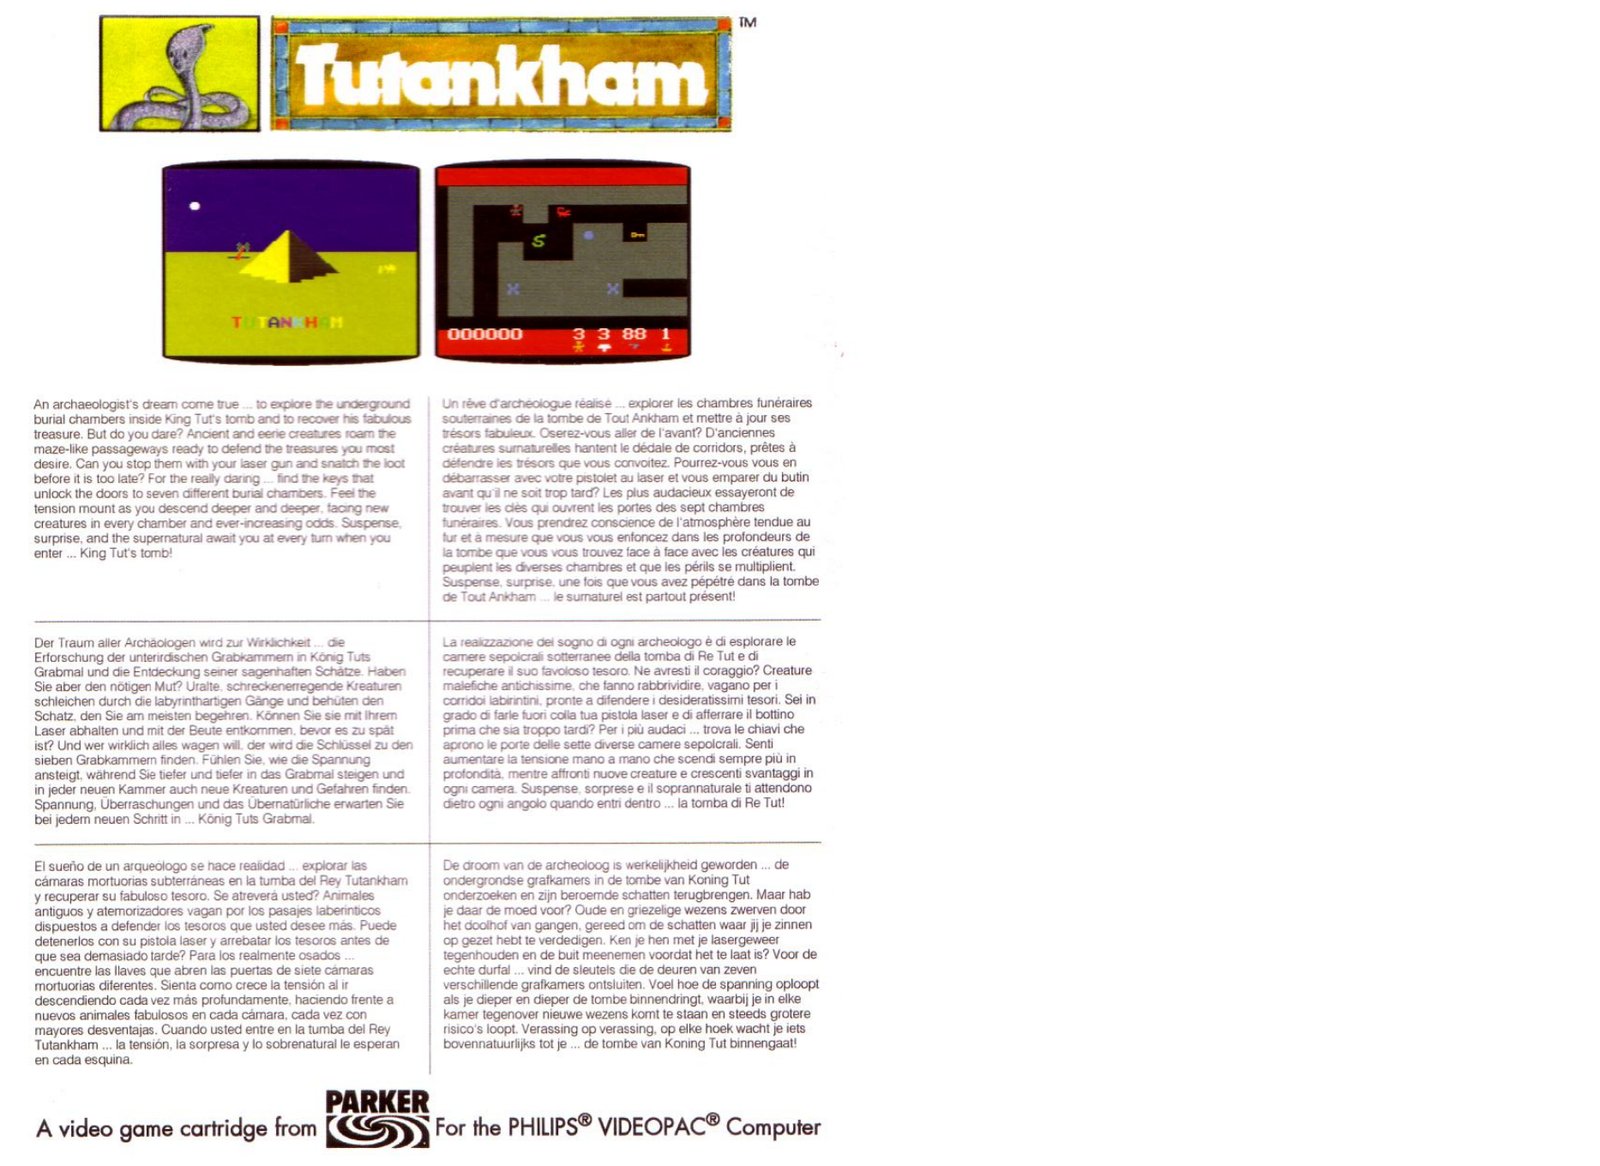 Tutankham TM
TUTANKHAM
000000 3 3 88 1
An archaeologist's dream come true ... to explore the underground
burial chambers inside King Tut's tomb and to recover his fabulous
treasure. But do you dare? Ancient and eerie creatures roam the
maze-like passageways ready to defend the treasures you most
desire. Can you stop them with your laser gun and snatch the loot
before it is too late? For the really daring ... find the keys that
unlock the doors to seven different burial chambers. Feel the
tension mount as you descend deeper and deeper, facing new
creatures in every chamber and ever-increasing odds. Suspense,
surprise, and the supernatural await you at every turn when you
enter ... King Tut's tomb!
Un rêve d'archéologue réalisé ... explorer les chambres funéraires
souterraines de la tombe de Tout Ankham et mettre à jour ses
trésors fabuleux. Oserez-vous aller de l'avant? D'anciennes
créatures surnaturelles hantent le dédale de corridors, prêtes à
défendre les trésors que vous convoitez. Pourrez-vous vous en
débarrasser avec votre pistolet au laser et vous emparer du butin
avant qu'il ne soit trop tard? Les plus audacieux essayeront de
trouver les clés qui ouvrent les portes des sept chambres
funéraires. Vous prendrez conscience de l'atmosphère tendue au
fur et à mesure que vous vous enfoncez dans les profondeurs de
la tombe que vous vous trouvez face à face avec les créatures qui
peuplent les diverses chambres et que les périls se multiplient.
Suspense, surprise, une fois que vous avez pépétré dans la tombe
de Tout Ankham ... le surnaturel est partout présent!
Der Traum aller Archäologen wird zur Wirklichkeit ... die
Erforschung der unterirdischen Grabkammern in König Tuts
Grabmal und die Entdeckung seiner sagenhaften Schätze. Haben
Sie aber den nötigen Mut? Uralte, schreckenerregende Kreaturen
schleichen durch die labyrinthartigen Gänge und behüten den
Schatz, den Sie am meisten begehren. Können Sie sie mit Ihrem
Laser abhalten und mit der Beute entkommen, bevor es zu spät
ist? Und wer wirklich alles wagen will, der wird die Schlüssel zu den
sieben Grabkammern finden. Fühlen Sie, wie die Spannung
ansteigt, während Sie tiefer und tiefer in das Grabmal steigen und
in jeder neuen Kammer auch neue Kreaturen und Gefahren finden.
Spannung, Überraschungen und das Übernatürliche erwarten Sie
bei jedem neuen Schritt in ... König Tuts Grabmal.
La realizzazione del sogno di ogni archeologo è di esplorare le
camere sepolcrali sotterranee della tomba di Re Tut e di
recuperare il suo favoloso tesoro. Ne avresti il coraggio? Creature
malefiche antichissime, che fanno rabbrividire, vagano per i
corridoi labirintini, pronte a difendere i desideratissimi tesori. Sei in
grado di farle fuori colla tua pistola laser e di afferrare il bottino
prima che sia troppo tardi? Per i più audaci ... trova le chiavi che
aprono le porte delle sette diverse camere sepolcrali. Senti
aumentare la tensione mano a mano che scendi sempre più in
profondità, mentre affronti nuove creature e crescenti svantaggi in
ogni camera. Suspense, sorprese e il soprannaturale ti attendono
dietro ogni angolo quando entri dentro ... la tomba di Re Tut!
El sueño de un arqueólogo se hace realidad ... explorar las
cámaras mortuorias subterráneas en la tumba del Rey Tutankham
y recuperar su fabuloso tesoro. Se atreverá usted? Animales
antiguos y atemorizadores vagan por los pasajes laberínticos
dispuestos a defender los tesoros que usted desee más. Puede
detenerlos con su pistola laser y arrebatar los tesoros antes de
que sea demasiado tarde? Para los realmente osados ...
encuentre las llaves que abren las puertas de siete cámaras
mortuorias diferentes. Sienta como crece la tensión al ir
descendiendo cada vez más profundamente, haciendo frente a
nuevos animales fabulosos en cada cámara, cada vez con
mayores desventajas. Cuando usted entre en la tumba del Rey
Tutankham ... la tensión, la sorpresa y lo sobrenatural le esperan
en cada esquina.
De droom van de archeoloog is werkelijkheid geworden ... de
ondergrondse grafkamers in de tombe van Koning Tut
onderzoeken en zijn beroemde schatten terugbrengen. Maar hab
je daar de moed voor? Oude en griezelige wezens zwerven door
het doolhof van gangen, gereed om de schatten waar jij je zinnen
op gezet hebt te verdedigen. Ken je hen met je lasergeweer
tegenhouden en de buit meenemen voordat het te laat is? Voor de
echte durfal ... vind de sleutels die de deuren van zeven
verschillende grafkamers ontsluiten. Voel hoe de spanning oploopt
als je dieper en dieper de tombe binnendringt, waarbij je in elke
kamer tegenover nieuwe wezens komt te staan en steeds grotere
risico's loopt. Verassing op verassing, op elke hoek wacht je iets
bovennatuurlijks tot je ... de tombe van Koning Tut binnengaat!
A video game cartridge from PARKER For the PHILIPS® VIDEOPAC® Computer